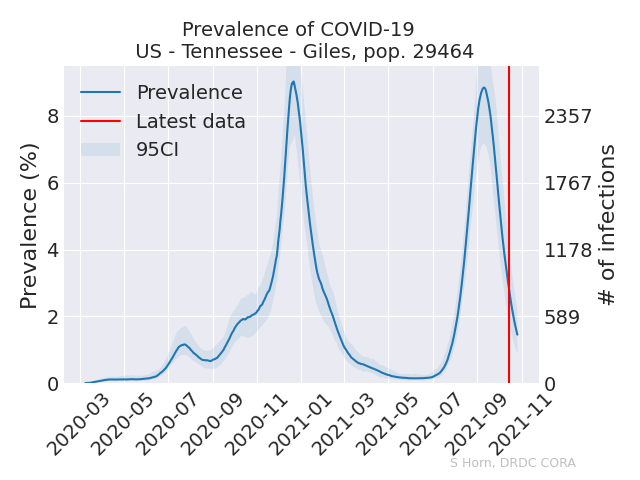 Prevalence of COVID-19
US - Tennessee - Giles, pop. 29464
Prevalence
Latest data
95CI
Prevalence (%)
8
6
4
2
0
# of infections
2357
1767
1178
589
0
2020-03
2020-05
2020-07
2020-09
2020-11
2021-01
2021-03
2021-05
2021-07
2021-09
2021-11
S Horn, DRDC CORA